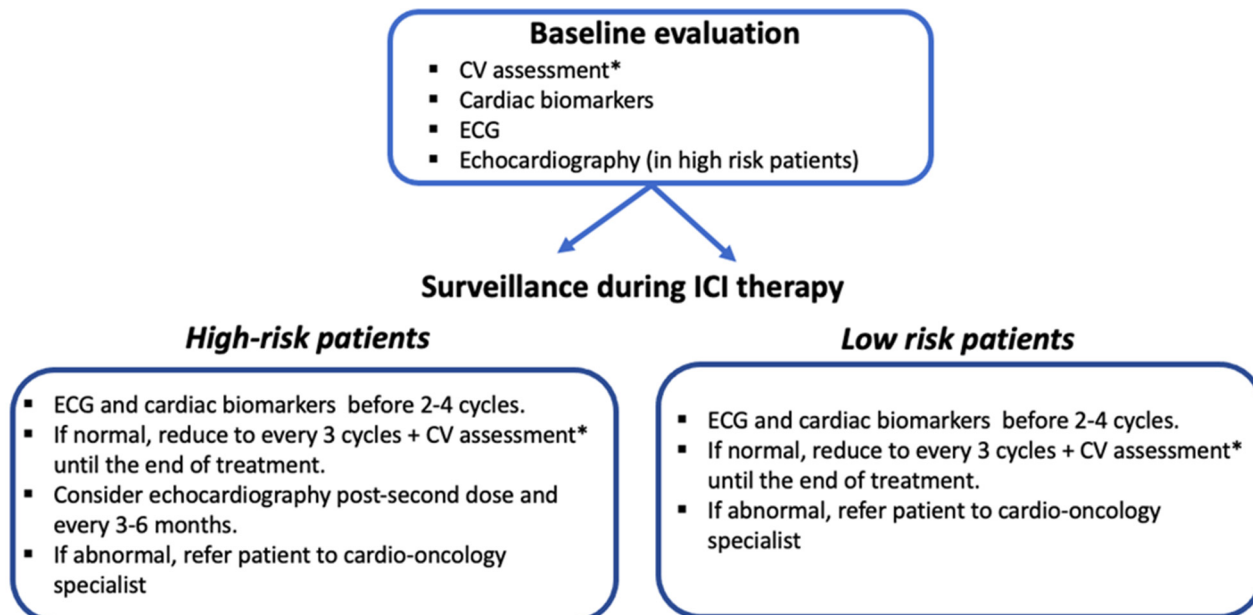 Baseline evaluation
▪ CV assessment*
▪ Cardiac biomarkers
▪ ECG
▪ Echocardiography (in high risk patients)
Surveillance during ICI therapy
High-risk patients
▪ ECG and cardiac biomarkers before 2-4 cycles.
▪ If normal, reduce to every 3 cycles + CV assessment*
until the end of treatment.
▪ Consider echocardiography post-second dose and
every 3-6 months.
▪ If abnormal, refer patient to cardio-oncology
specialist
Low risk patients
▪ ECG and cardiac biomarkers before 2-4 cycles.
▪ If normal, reduce to every 3 cycles + CV assessment*
until the end of treatment.
▪ If abnormal, refer patient to cardio-oncology
specialist